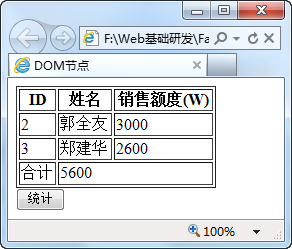 F:\Web基础研发\Fa
DOM节点
ID 姓名 销售额度(W)
2 郭全友 3000
3 郑建华 2600
合计 5600
统计
100%